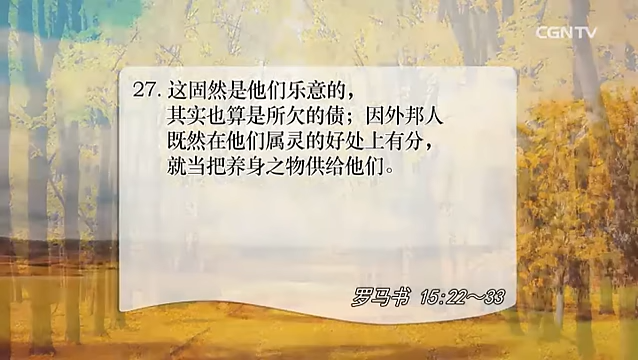 CGNTV
27. 这固然是他们乐意的，
其实也算是所欠的债；因外邦人
既然在他们属灵的好处上有分，
就当把养身之物供给他们。
罗马书 15:22～33